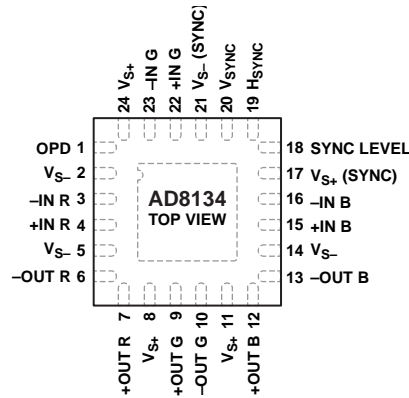 24 VS+
23 –IN G
22 +IN G
21 VS– (SYNC)
20 VSYNC
19 HSYNC
OPD 1
VS– 2
–IN R 3
+IN R 4
VS– 5
–OUT R 6
AD8134
TOP VIEW
18 SYNC LEVEL
17 VS+ (SYNC)
16 –IN B
15 +IN B
14 VS–
13 –OUT B
+OUT R 7
VS+ 8
+OUT G 9
–OUT G 10
VS+ 11
+OUT B 12